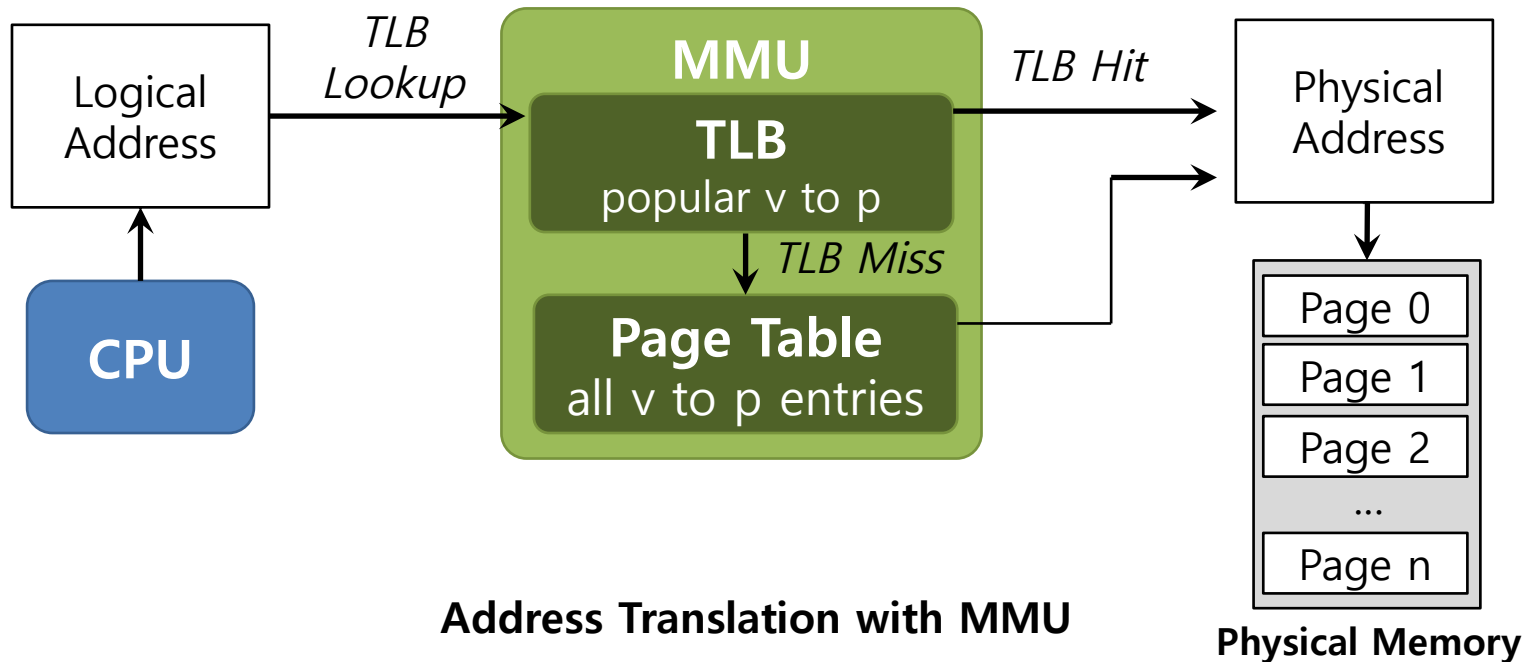 Logical
Address
TLB
Lookup
MMU
TLB
popular v to p
TLB Hit
TLB Miss
Page Table
all v to p entries
CPU
Physical
Address
Page 0
Page 1
Page 2
...
Page n
Address Translation with MMU
Physical Memory